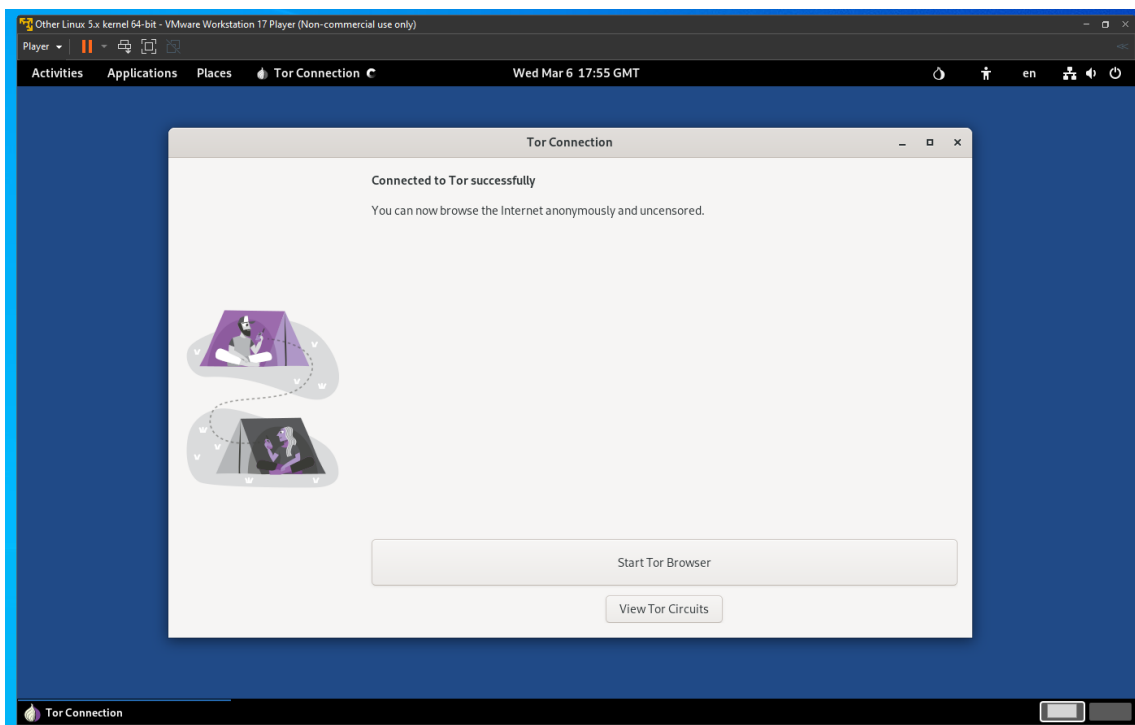 Other Linux 5.x kernel 64-bit - VMware Workstation 17 Player (Non-commercial use only)
Player
Activities Applications Places Tor Connection Wed Mar 6 17:55 GMT en
Tor Connection
Connected to Tor successfully
You can now browse the Internet anonymously and uncensored.
Start Tor Browser
View Tor Circuits
Tor Connection